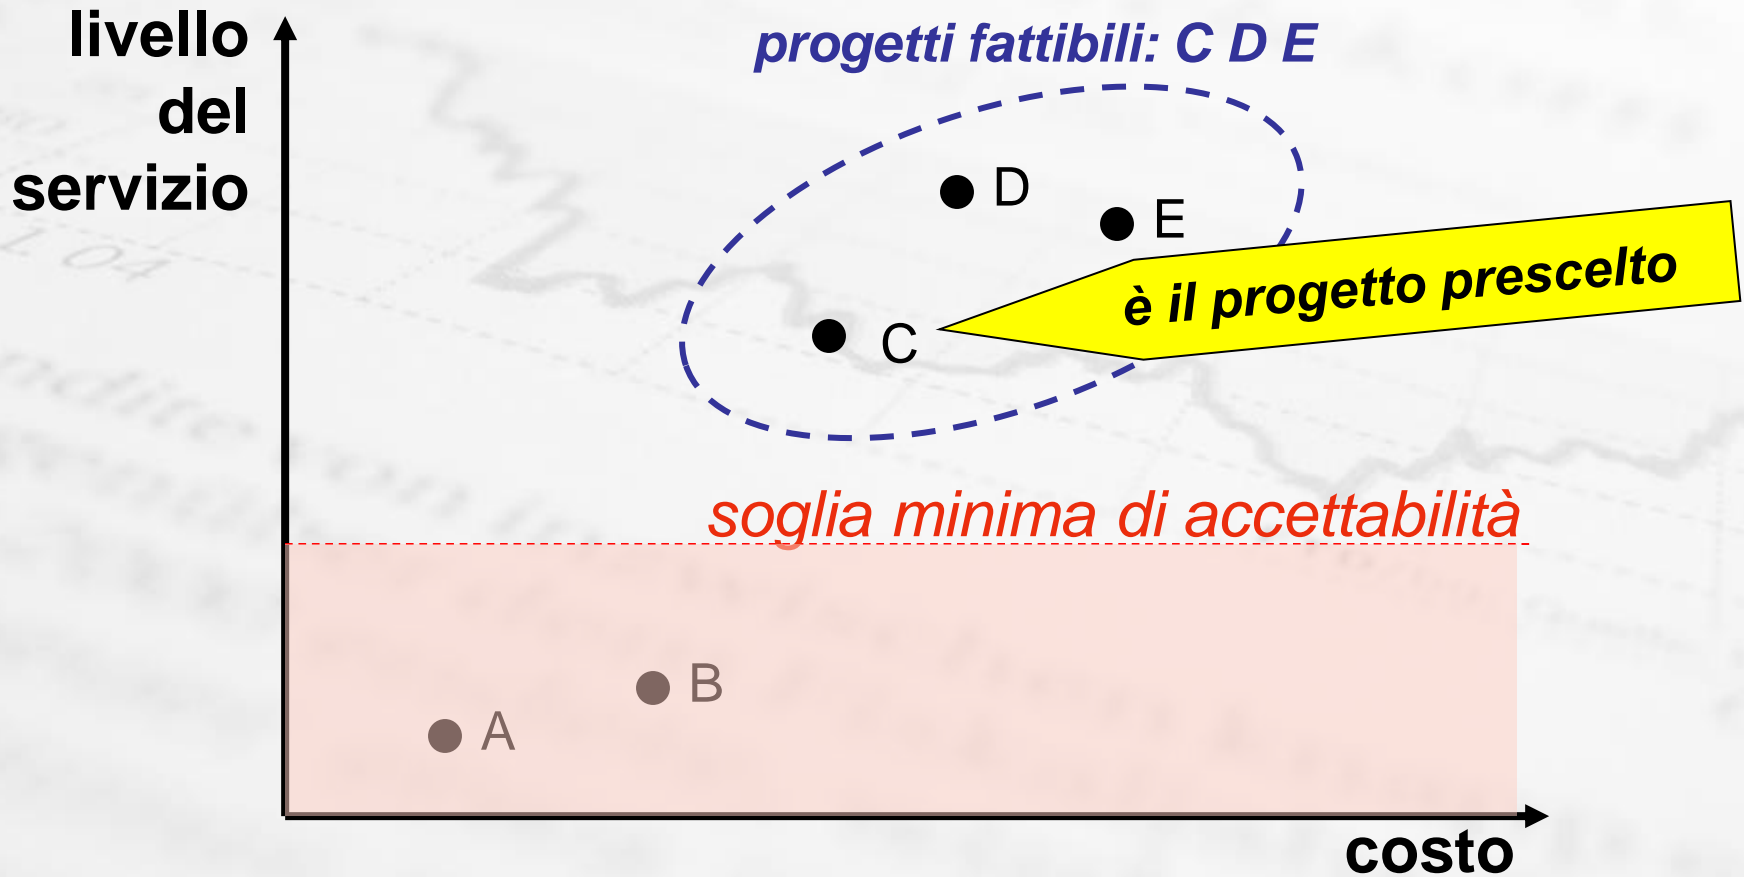 livello
del
servizio
progetti fattibili: C D E
D
E
è il progetto prescelto
C
soglia minima di accettabilità
B
A
costo